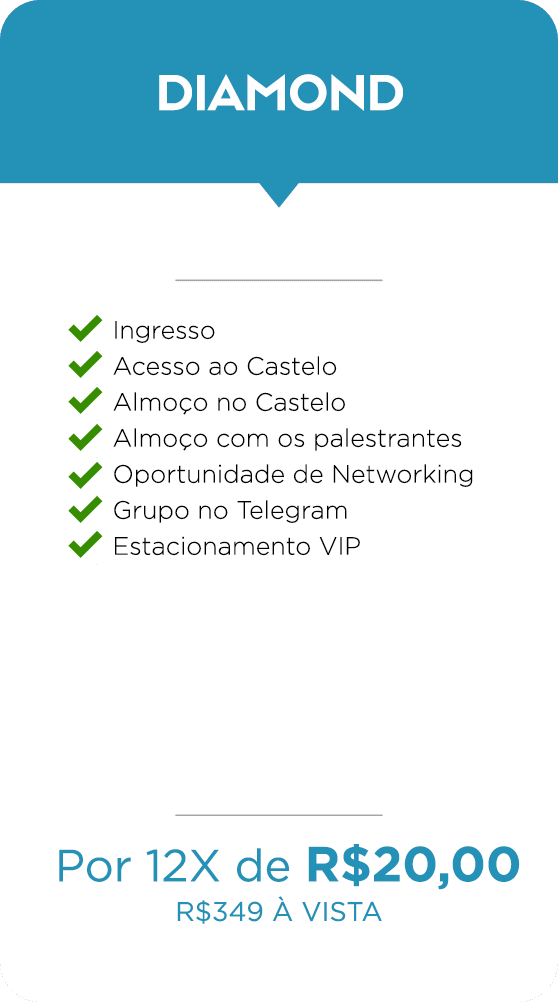 DIAMOND
Ingresso
Acesso ao Castelo
Almoço no Castelo
Almoço com os palestrantes
Oportunidade de Networking
Grupo no Telegram
Estacionamento VIP
Por 12X de R$20,00
R$349 À VISTA